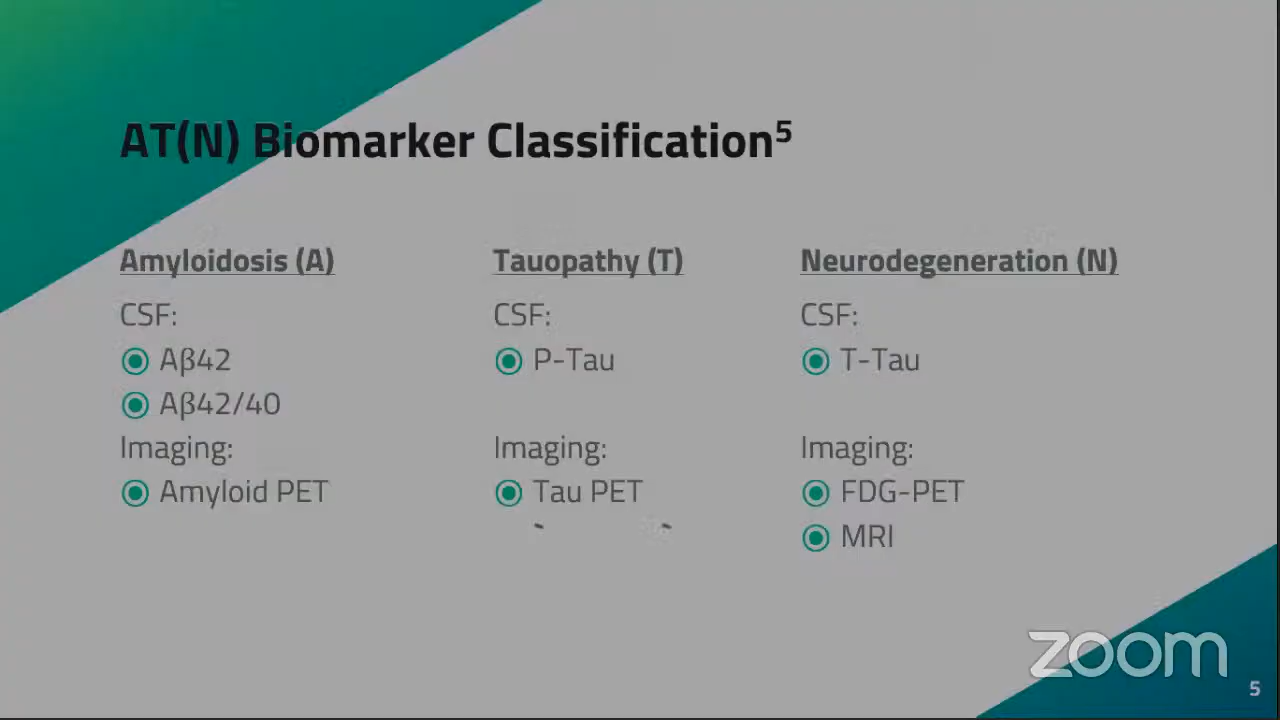 AT(N) Biomarker Classification⁵
Amyloidosis (A)
CSF:
Aβ42
Aβ42/40
Imaging:
Amyloid PET
Tauopathy (T)
CSF:
P-Tau
Imaging:
Tau PET
Neurodegeneration (N)
CSF:
T-Tau
Imaging:
FDG-PET
MRI
zoom
5